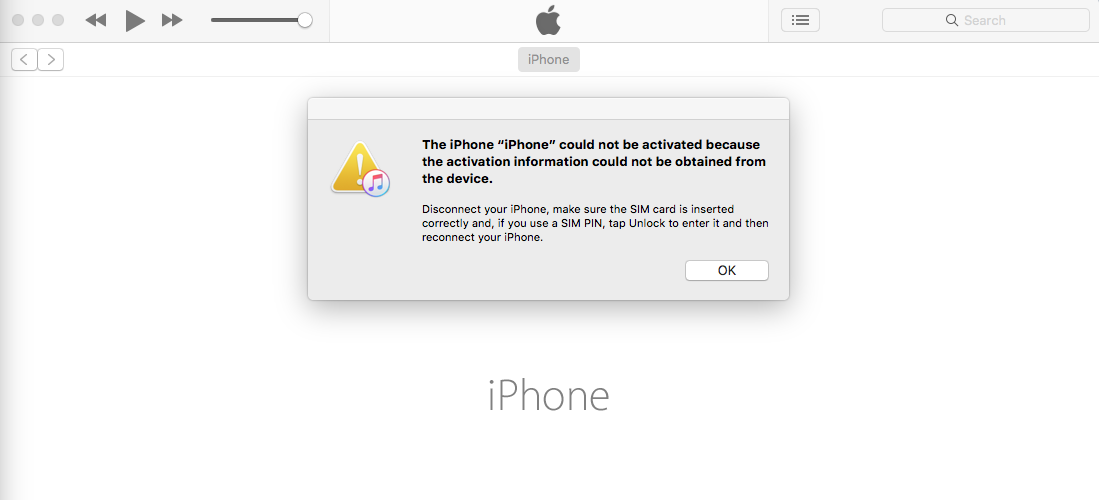 Search
iPhone
The iPhone “iPhone” could not be activated because
the activation information could not be obtained from
the device.
Disconnect your iPhone, make sure the SIM card is inserted
correctly and, if you use a SIM PIN, tap Unlock to enter it and then
reconnect your iPhone.
OK
iPhone